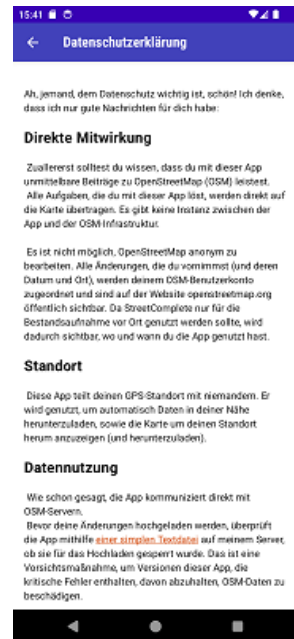 15:41
Datenschutzerklärung
Ah, jemand, dem Datenschutz wichtig ist, schön! Ich denke,
dass ich nur gute Nachrichten für dich habe:
Direkte Mitwirkung
Zuallererst solltest du wissen, dass du mit dieser App
unmittelbare Beiträge zu OpenStreetMap (OSM) leistest.
Alle Aufgaben, die du mit dieser App löst, werden direkt auf
die Karte übertragen. Es gibt keine Instanz zwischen der
App und der OSM-Infrastruktur.
Es ist nicht möglich, OpenStreetMap anonym zu
bearbeiten. Alle Änderungen, die du vornimmst (und deren
Datum und Ort), werden deinem OSM-Benutzerkonto
zugeordnet und sind auf der Website openstreetmap.org
öffentlich sichtbar. Da StreetComplete nur für die
Bestandsaufnahme vor Ort genutzt werden sollte, wird
dadurch sichtbar, wo und wann du die App genutzt hast.
Standort
Diese App teilt deinen GPS-Standort mit niemandem. Er
wird genutzt, um automatisch Daten in deiner Nähe
herunterzuladen, sowie die Karte um deinen Standort
herum anzuzeigen (und herunterzuladen).
Datennutzung
Wie schon gesagt, die App kommuniziert direkt mit
OSM-Servern.
Bevor deine Änderungen hochgeladen werden, überprüft
die App mithilfe einer simplen Textdatei auf meinem Server,
ob sie für das Hochladen gesperrt wurde. Das ist eine
Vorsichtsmaßnahme, um Versionen dieser App, die
kritische Fehler enthalten, davon abzuhalten, OSM-Daten zu
beschädigen.